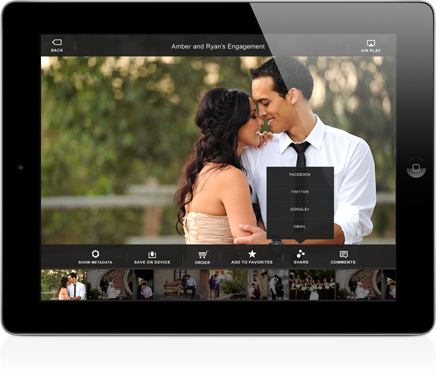 BACK
Amber and Ryan's Engagement
AIR PLAY
FACEBOOK
TWITTER
GOOGLE+
EMAIL
SHOW METADATA
SAVE ON DEVICE
ORDER
ADD TO FAVORITES
SHARE
COMMENTS